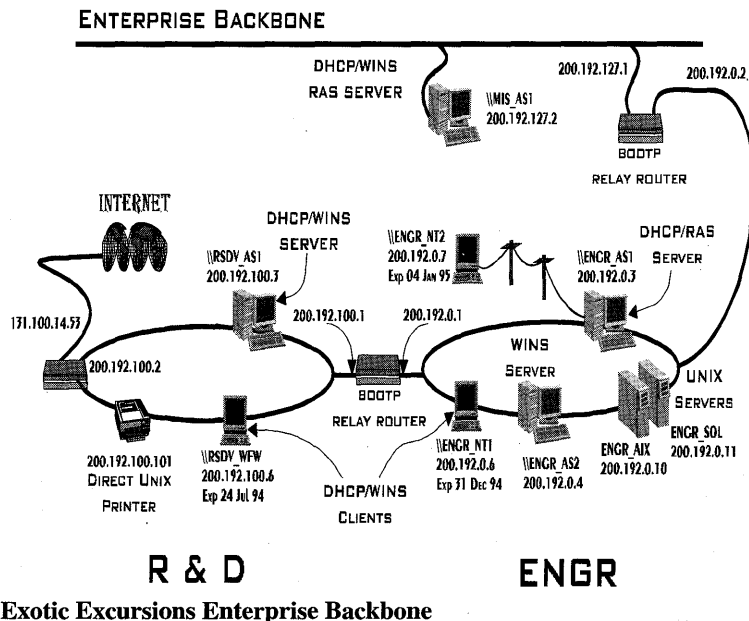 ENTERPRISE BACKBONE
DHCP/WINS
RAS SERVER
\\MIS_AS1
200.192.127.2
200.192.127.1
200.192.0.2
BOOTP
RELAY ROUTER
INTERNET
DHCP/WINS
SERVER
\\RSDV_AS1
200.192.100.3
\\ENGR_NT2
200.192.0.7
Exp 04 JAN 95
\\ENGR_AS1
200.192.0.3
DHCP/RAS
SERVER
131.100.14.53
200.192.100.1
200.192.0.1
200.192.100.2
BOOTP
RELAY ROUTER
WINS
SERVER
UNIX
SERVERS
200.192.100.101
DIRECT UNIX
PRINTER
\\RSDV_WFW
200.192.100.6
Exp 24 Jul 94
DHCP/WINS
CLIENTS
\\ENGR_NT1
200.192.0.6
Exp 31 DEC 94
\\ENGR_AS2
200.192.0.4
ENGR_AIX
200.192.0.10
ENGR_SOL
200.192.0.11
R & D
ENGR
Exotic Excursions Enterprise Backbone